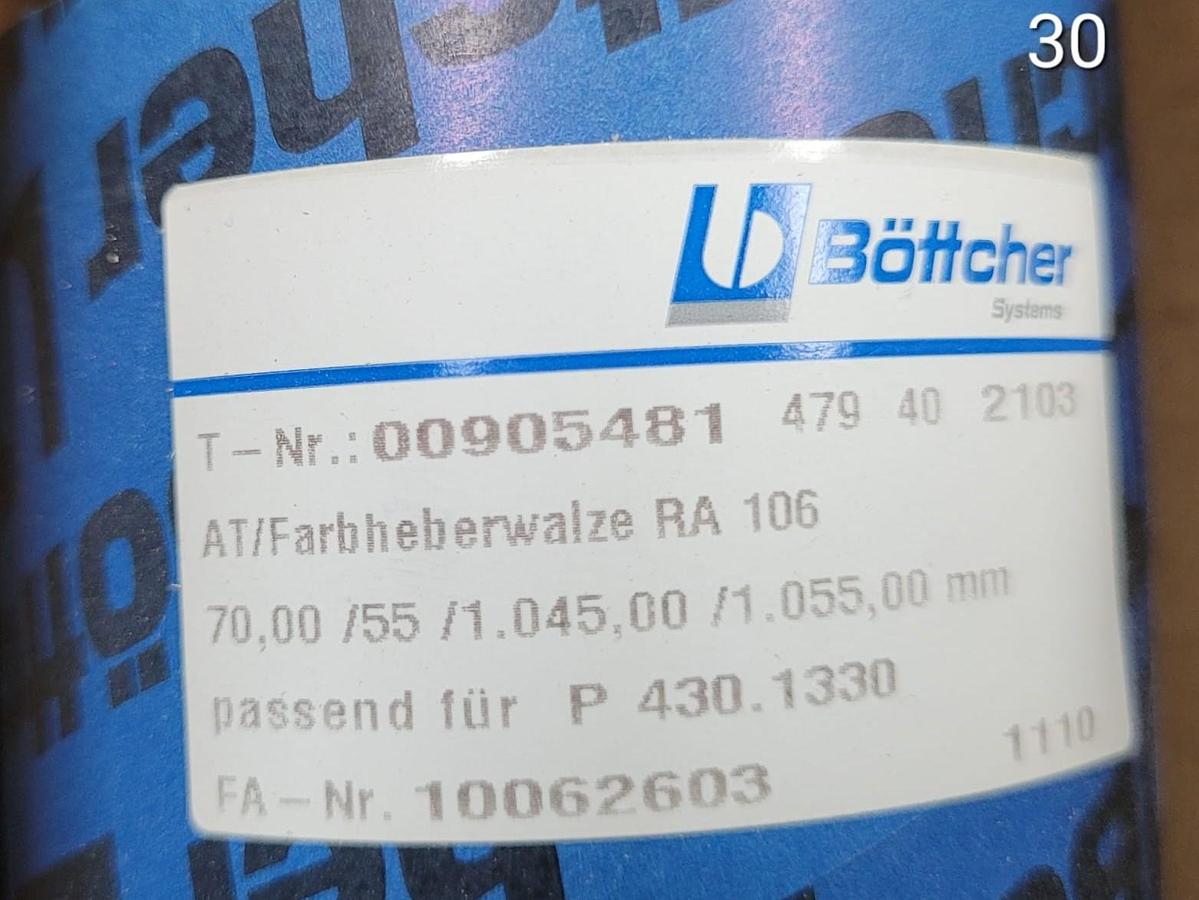 30
Böttcher
Systems
T-Nr.: 00905481 479 40 2103
AT/Farbheberwalze RA 106
70,00 /55 /1.045,00 /1.055,00 mm
passend für P 430.1330
1110
FA-Nr. 10062603